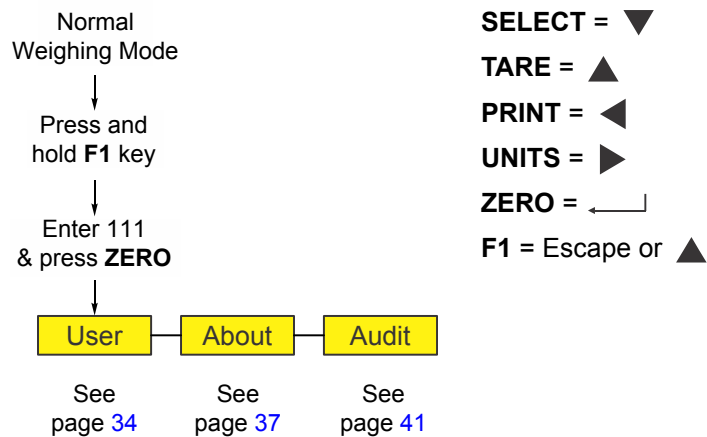 Normal
Weighing Mode
Press and
hold F1 key
Enter 111
& press ZERO
User
About
Audit
See
page 34
See
page 37
See
page 41
SELECT = ▼
TARE = ▲
PRINT = ◀
UNITS = ▶
ZERO = ↵
F1 = Escape or ▲